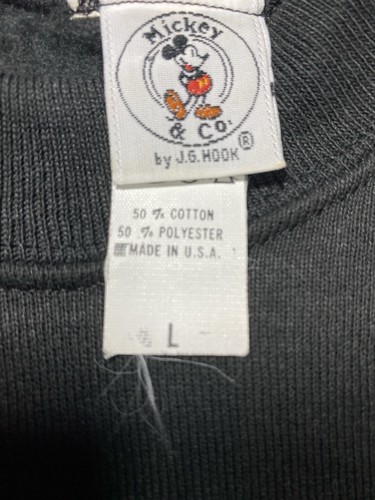 Mickey
& Co.
by J.G. HOOK®
50 % COTTON
50 % POLYESTER
MADE IN U.S.A.
L